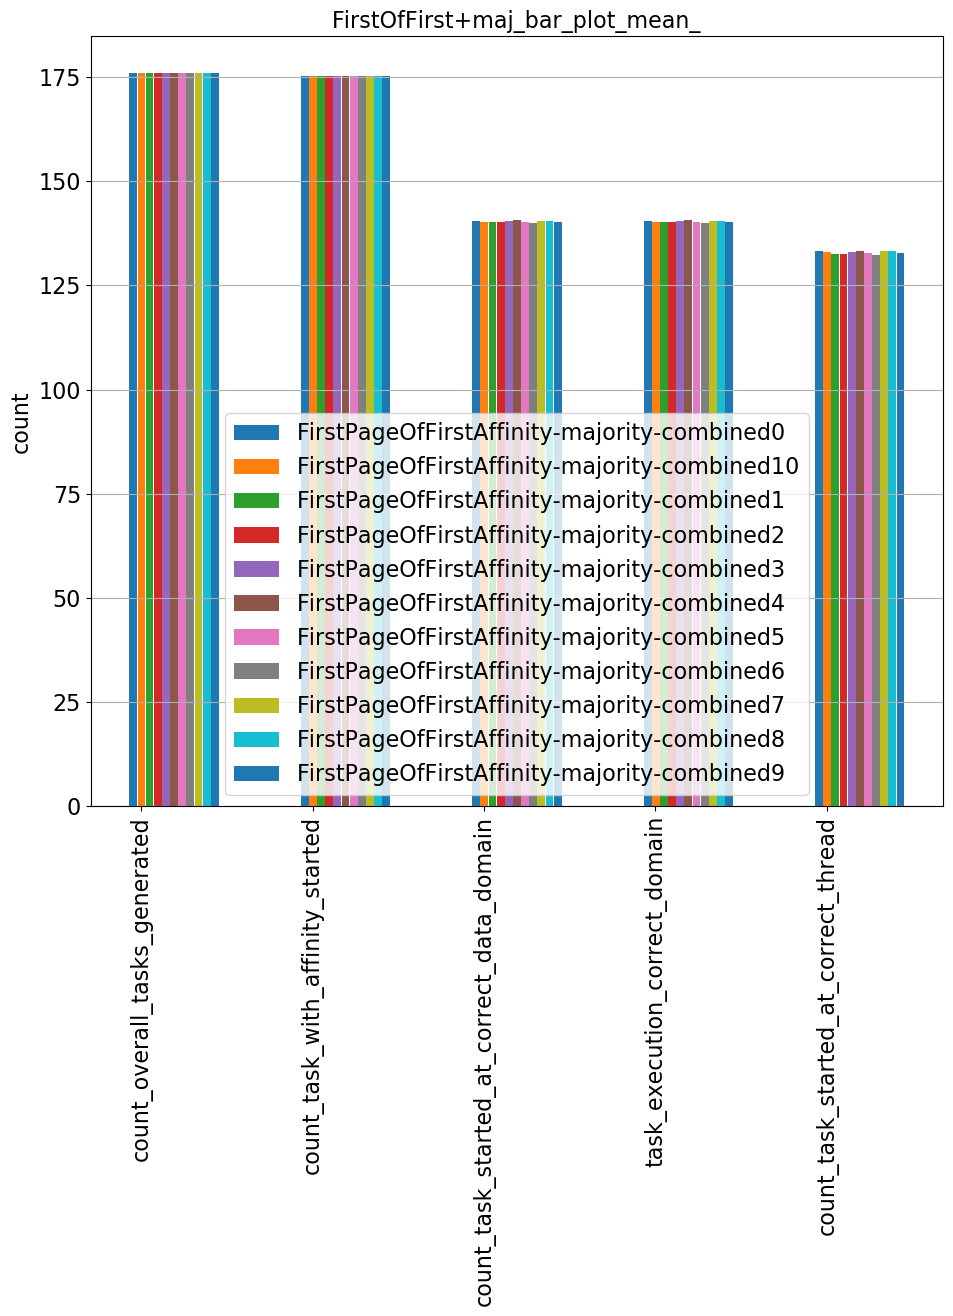 FirstOfFirst+maj_bar_plot_mean_
count
175
150
125
100
75
50
25
0
FirstPageOfFirstAffinity-majority-combined0
FirstPageOfFirstAffinity-majority-combined10
FirstPageOfFirstAffinity-majority-combined1
FirstPageOfFirstAffinity-majority-combined2
FirstPageOfFirstAffinity-majority-combined3
FirstPageOfFirstAffinity-majority-combined4
FirstPageOfFirstAffinity-majority-combined5
FirstPageOfFirstAffinity-majority-combined6
FirstPageOfFirstAffinity-majority-combined7
FirstPageOfFirstAffinity-majority-combined8
FirstPageOfFirstAffinity-majority-combined9
count_overall_tasks_generated
count_task_with_affinity_started
count_task_started_at_correct_data_domain
task_execution_correct_domain
count_task_started_at_correct_thread